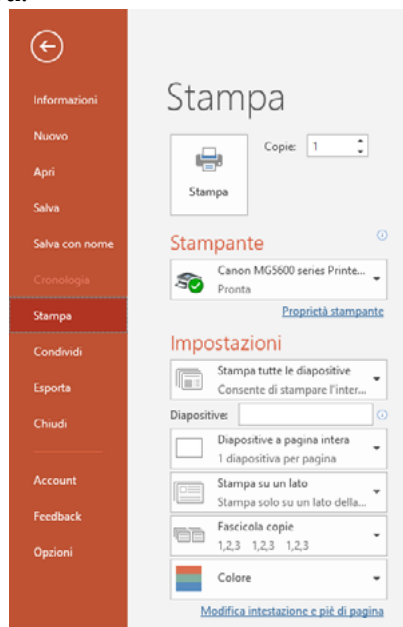 Informazioni
Nuovo
Apri
Salva
Salva con nome
Cronologia
Stampa
Condividi
Esporta
Chiudi
Account
Feedback
Opzioni
Stampa
Stampa
Copie: 1
Stampante
Canon MG5600 series Printe...
Pronta
Proprietà stampante
Impostazioni
Stampa tutte le diapositive
Consente di stampare l'inter...
Diapositive:
Diapositive a pagina intera
1 diapositiva per pagina
Stampa su un lato
Stampa solo su un lato della...
Fascicola copie
1,2,3 1,2,3 1,2,3
Colore
Modifica intestazione e piè di pagina